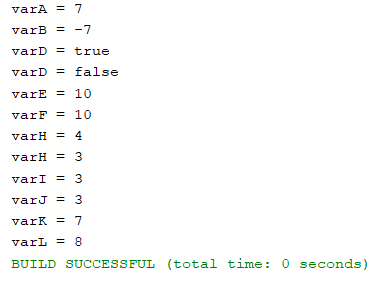 varA = 7
varB = -7
varD = true
varD = false
varE = 10
varF = 10
varH = 4
varH = 3
varI = 3
varJ = 3
varK = 7
varL = 8
BUILD SUCCESSFUL (total time: 0 seconds)